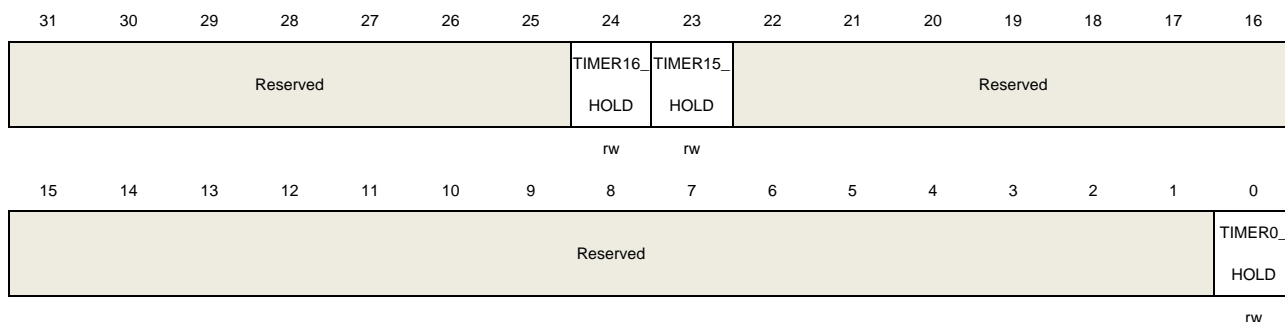 31 30 29 28 27 26 25 24 23 22 21 20 19 18 17 16
Reserved TIMER16_ TIMER15_ Reserved
HOLD HOLD
rw rw
15 14 13 12 11 10 9 8 7 6 5 4 3 2 1 0
Reserved TIMER0_
HOLD
rw